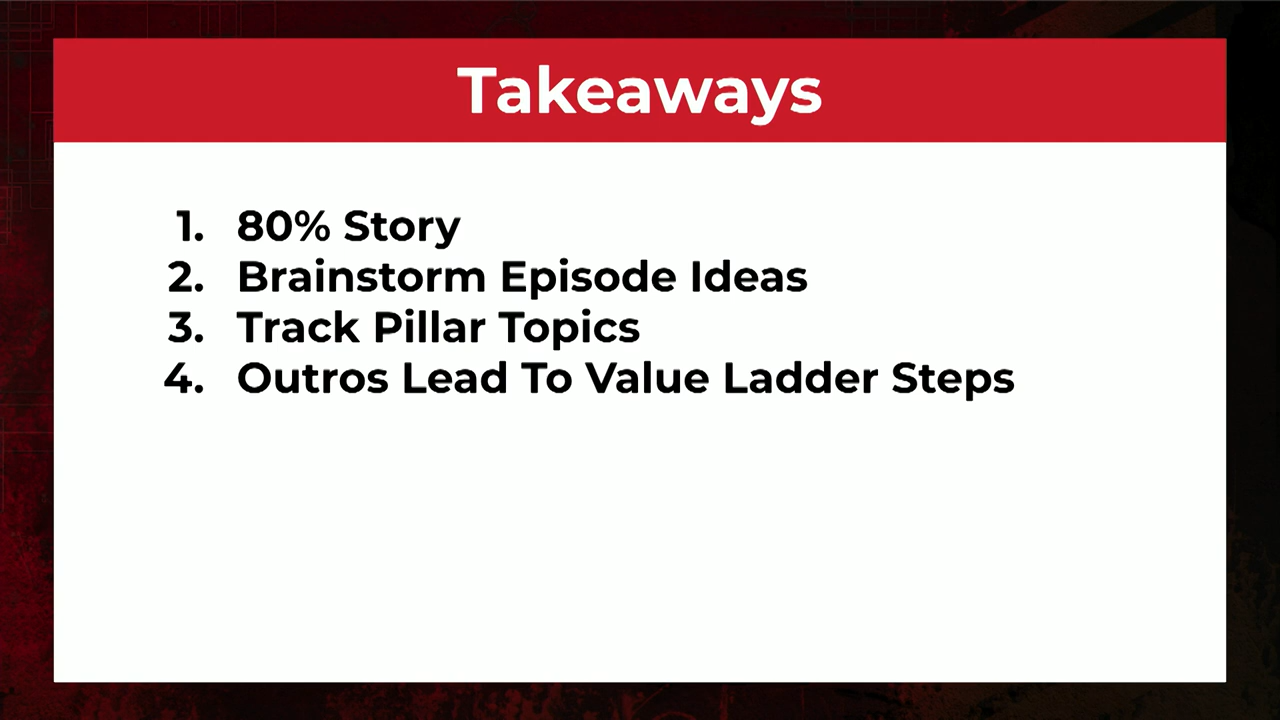 Takeaways
1. 80% Story
2. Brainstorm Episode Ideas
3. Track Pillar Topics
4. Outros Lead To Value Ladder Steps